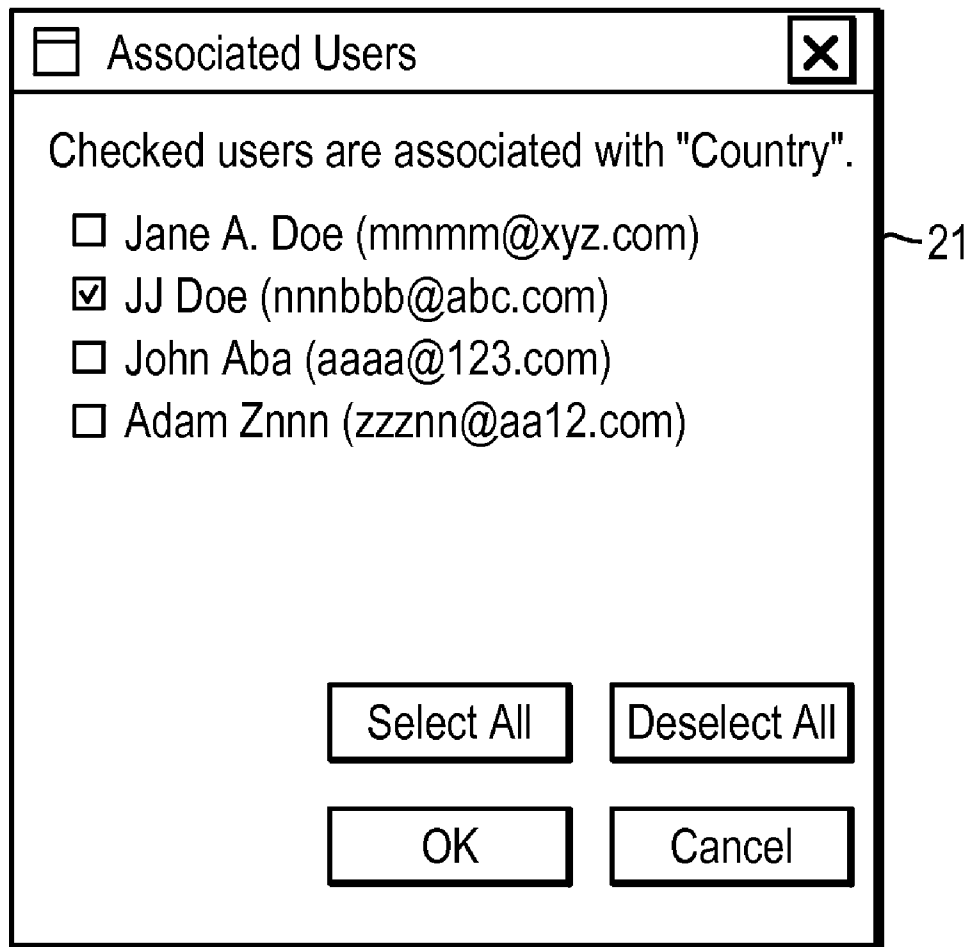 Associated Users
Checked users are associated with "Country".
Jane A. Doe (mmmm@xyz.com)
21
JJ Doe (nnnbbb@abc.com)
John Aba (aaaa@123.com)
Adam Znnn (zzznn@aa12.com)
Select All Deselect All
OK Cancel